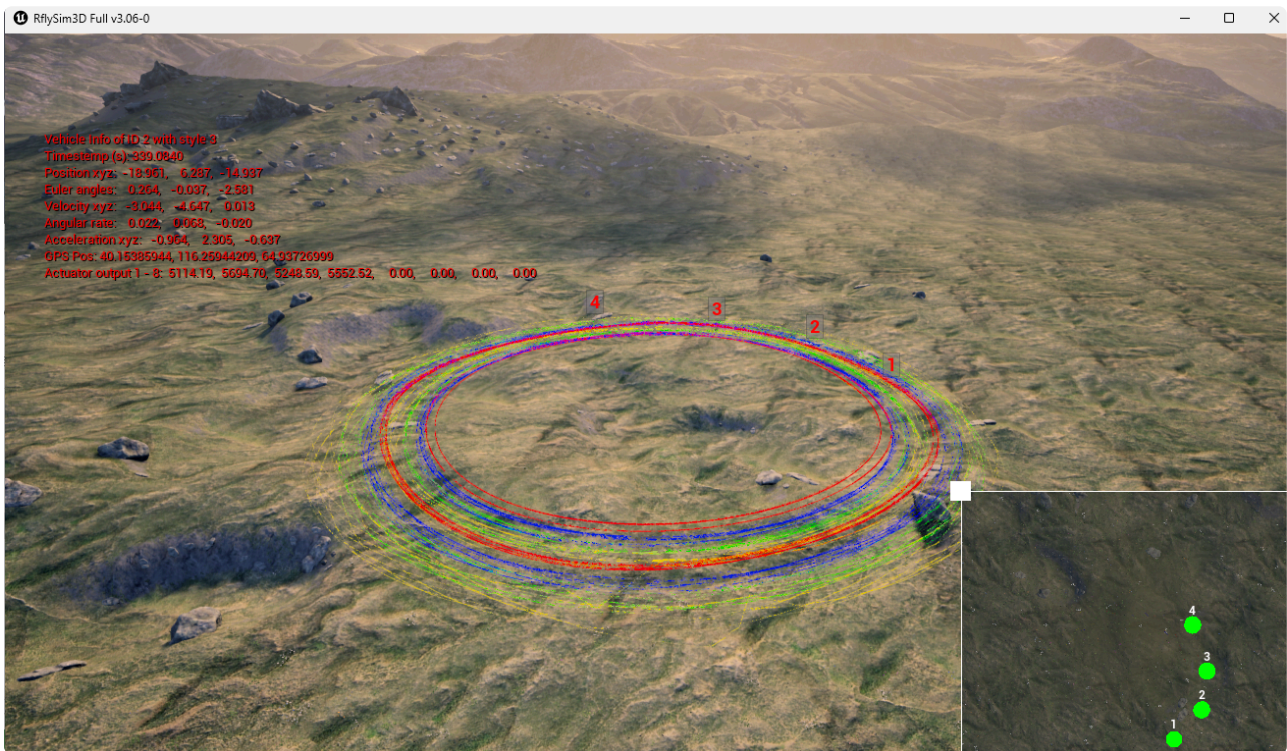 RflySim3D Full v3.06-0
Vehicle Info of ID 2 with style 3
Timestemp (s): 339.0840
Position xyz: -18.961, 6.287, -14.937
Euler angles: 0.264, -0.037, -2.581
Velocity xyz: -3.044, -4.647, 0.013
Angular rate: 0.022, 0.068, -0.020
Acceleration xyz: -0.964, 2.305, -0.637
GPS Pos: 40.15385944, 116.25944209, 64.93726999
Actuator output 1 - 8: 5114.19, 5694.70, 5248.59, 5552.52, 0.00, 0.00, 0.00, 0.00
4
3
2
1
4
3
2
1